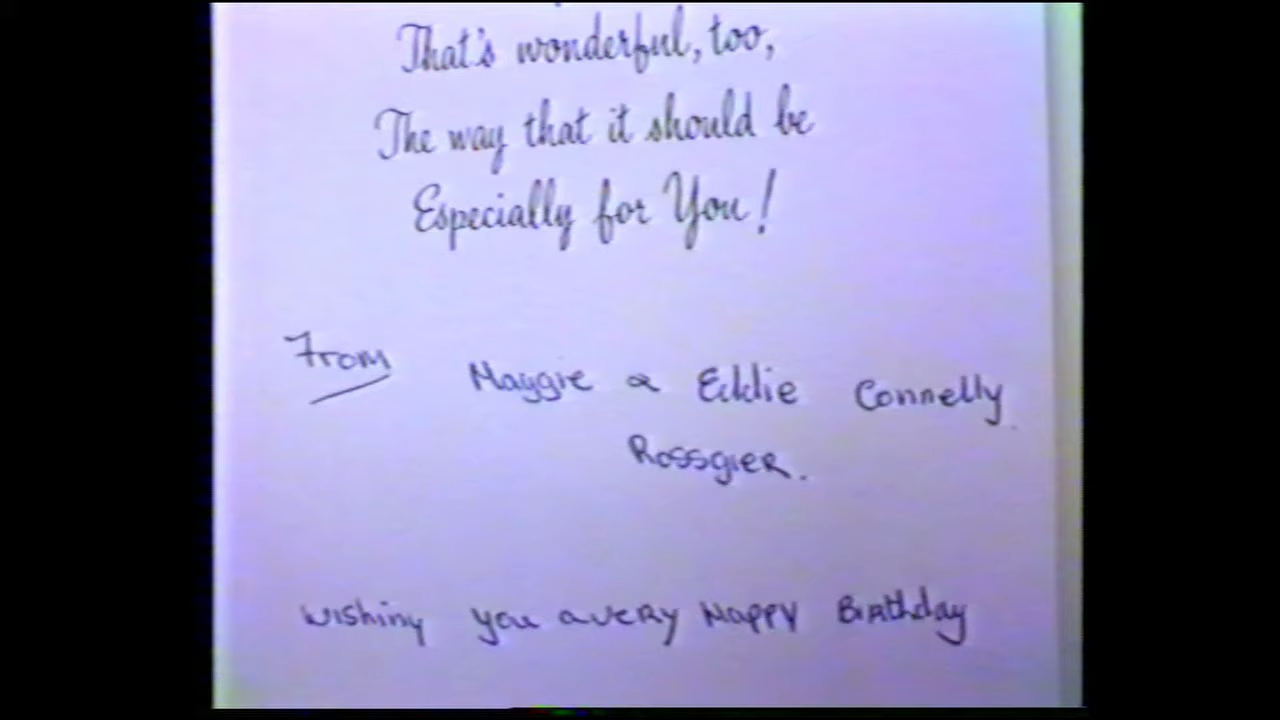 That's wonderful, too,
The way that it should be
Especially for You!
From Maggie & Eddie Connelly
Rossgier.
wishing you a very Happy Birthday